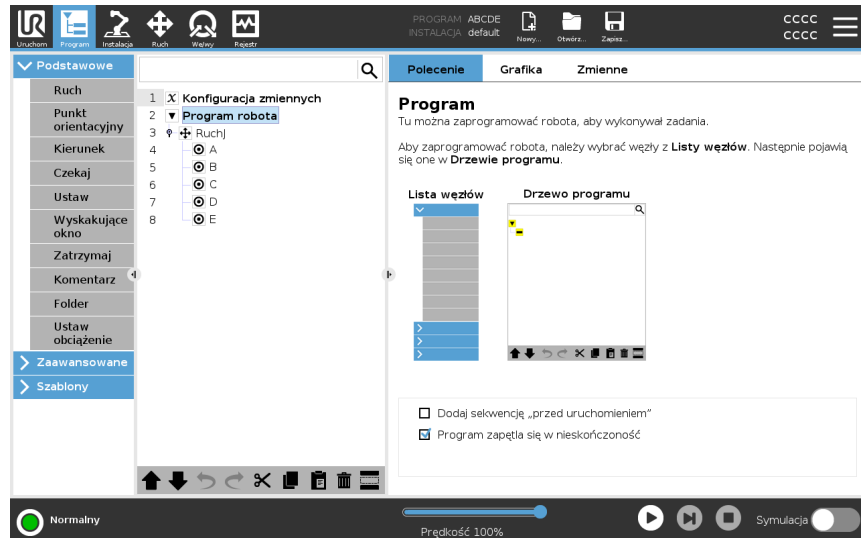 UR
Uruchom
Program
Instalacja
Ruch
We/wy
Rejestr
PROGRAM ABCDE
INSTALACJA default
Nowy...
Otwórz...
Zapisz...
CCCC
CCCC
Podstawowe
Ruch
Punkt
orientacyjny
Kierunek
Czekaj
Ustaw
Wyskakujące
okno
Zatrzymaj
Komentarz
Folder
Ustaw
obciążenie
Zaawansowane
Szablony
1 X Konfiguracja zmiennych
2 Program robota
3 RuchJ
4 A
5 B
6 C
7 D
8 E
Polecenie Grafika Zmienne
Program
Tu można zaprogramować robota, aby wykonywał zadania.
Aby zaprogramować robota, należy wybrać węzły z Listy węzłów. Następnie pojawią
się one w Drzewie programu.
Lista węzłów Drzewo programu
Dodaj sekwencję „przed uruchomieniem”
Program zapętla się w nieskończoność
Normalny
Prędkość 100%
Symulacja